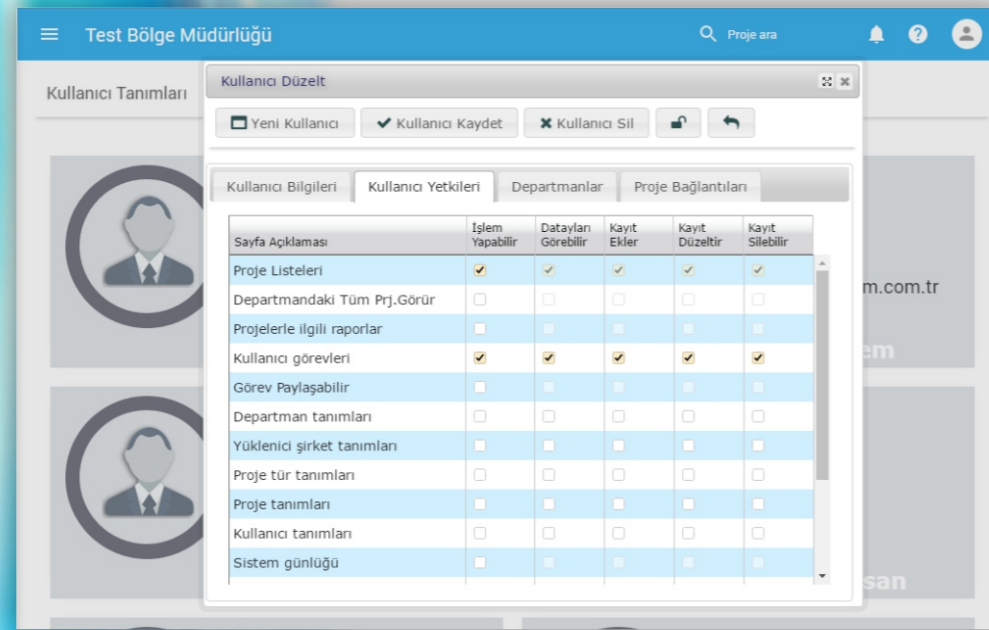 Test Bölge Müdürlüğü
Proje ara
Kullanıcı Tanımları
Kullanıcı Düzelt
Yeni Kullanıcı
Kullanıcı Kaydet
Kullanıcı Sil
Kullanıcı Bilgileri
Kullanıcı Yetkileri
Departmanlar
Proje Bağlantıları
Sayfa Açıklaması
İşlem Yapabilir
Datayları Görebilir
Kayıt Ekler
Kayıt Düzeltir
Kayıt Silebilir
Proje Listeleri
Departmandaki Tüm Prj.Görür
Projelerle ilgili raporlar
Kullanıcı görevleri
Görev Paylaşabilir
Departman tanımları
Yüklenici şirket tanımları
Proje tür tanımları
Proje tanımları
Kullanıcı tanımları
Sistem günlüğü
m.com.tr
em
san